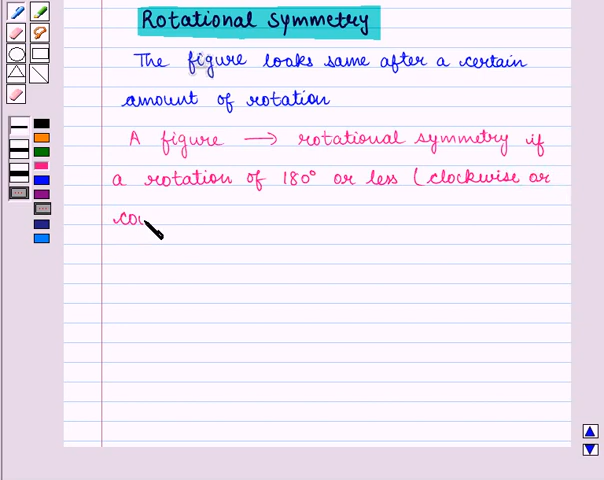 Rotational Symmetry
The figure looks same after a certain
amount of rotation
A figure → rotational symmetry if
a rotation of 180° or less (clockwise or
cou